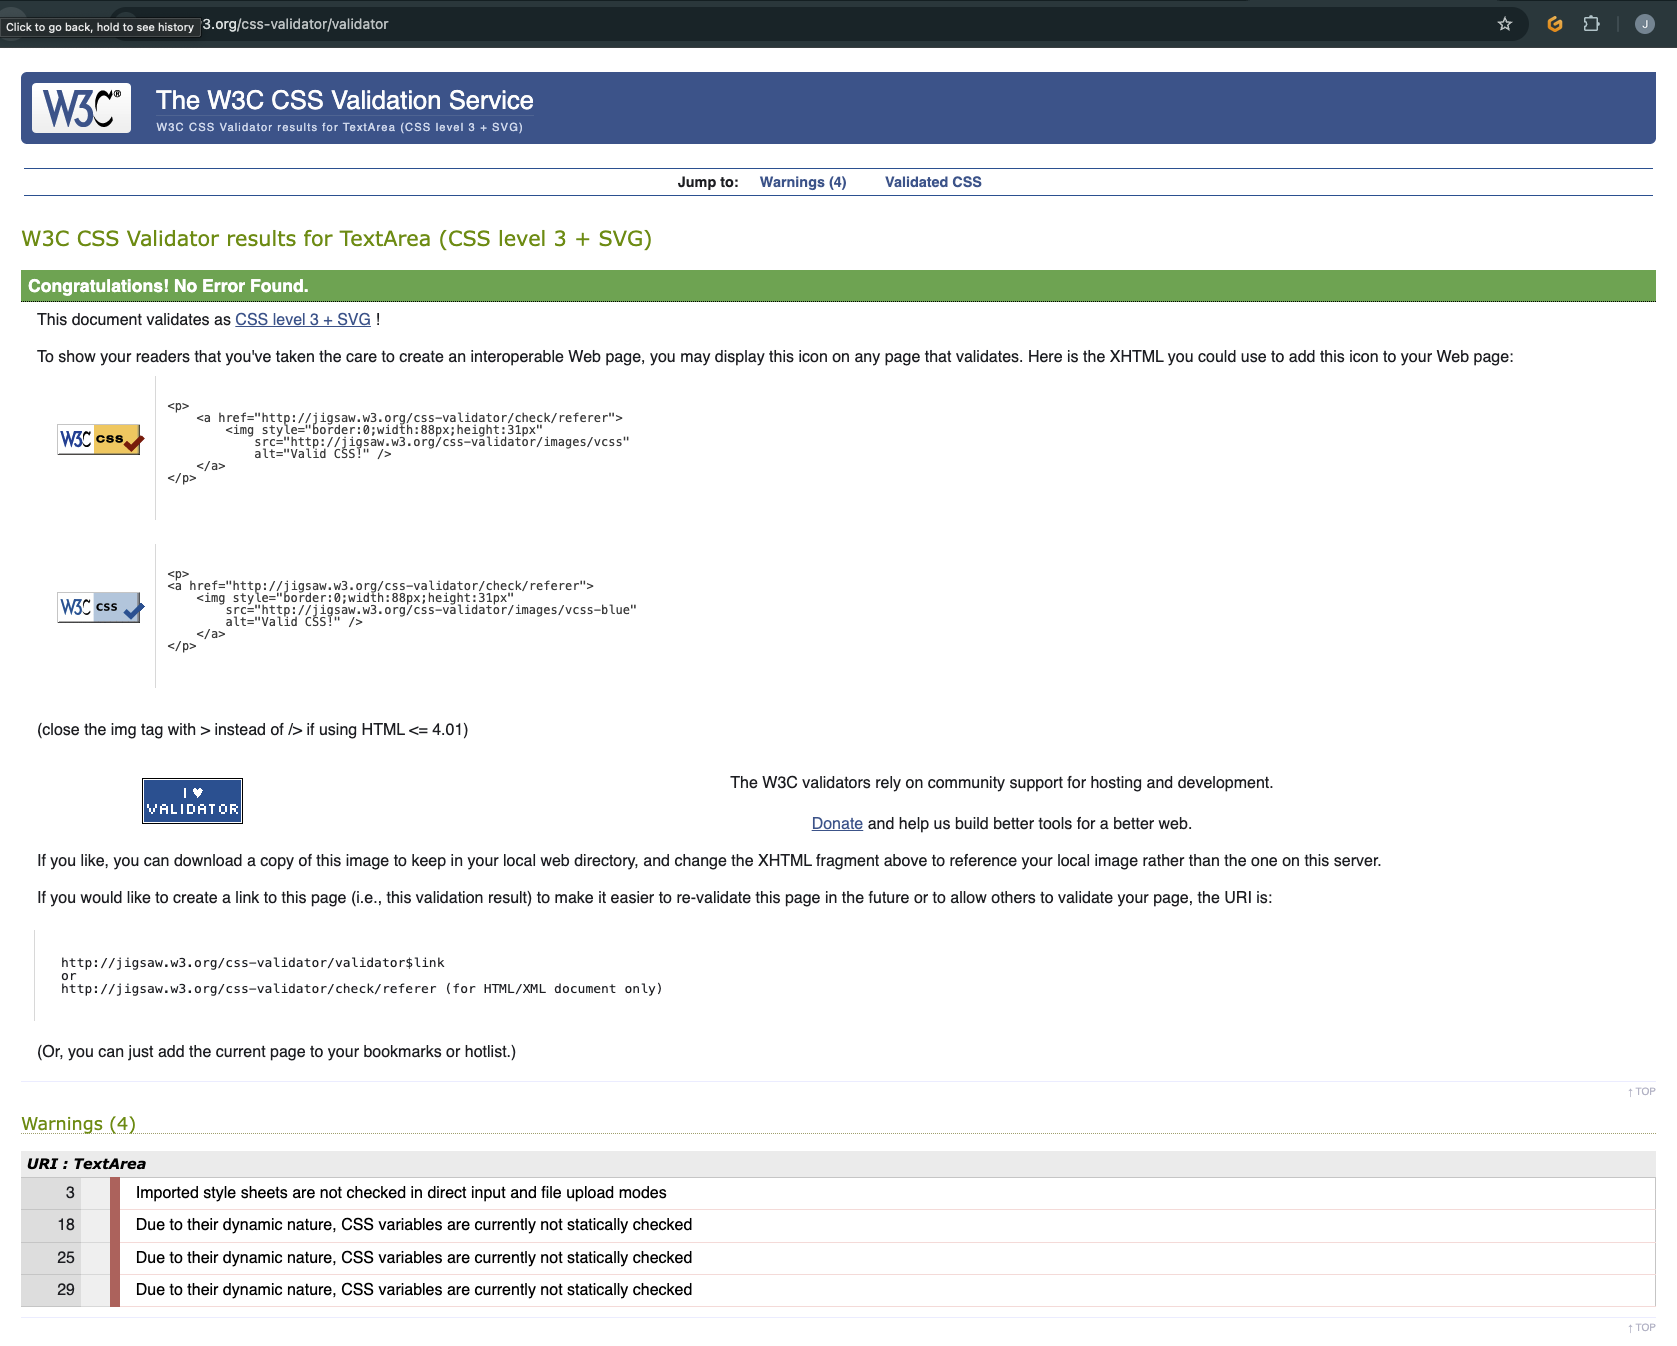 Click to go back, hold to see history
3.org/css-validator/validator
J
W3C®
The W3C CSS Validation Service
W3C CSS Validator results for TextArea (CSS level 3 + SVG)
Jump to: Warnings (4) Validated CSS
W3C CSS Validator results for TextArea (CSS level 3 + SVG)
Congratulations! No Error Found.
This document validates as CSS level 3 + SVG !
To show your readers that you've taken the care to create an interoperable Web page, you may display this icon on any page that validates. Here is the XHTML you could use to add this icon to your Web page:
W3C css
<p>
<a href="http://jigsaw.w3.org/css-validator/check/referer">
<img style="border:0;width:88px;height:31px"
src="http://jigsaw.w3.org/css-validator/images/vcss"
alt="Valid CSS!" />
</a>
</p>
W3C css
<p>
<a href="http://jigsaw.w3.org/css-validator/check/referer">
<img style="border:0;width:88px;height:31px"
src="http://jigsaw.w3.org/css-validator/images/vcss-blue"
alt="Valid CSS!" />
</a>
</p>
(close the img tag with > instead of /> if using HTML <= 4.01)
I ♥
VALIDATOR
The W3C validators rely on community support for hosting and development.
Donate and help us build better tools for a better web.
If you like, you can download a copy of this image to keep in your local web directory, and change the XHTML fragment above to reference your local image rather than the one on this server.
If you would like to create a link to this page (i.e., this validation result) to make it easier to re-validate this page in the future or to allow others to validate your page, the URI is:
http://jigsaw.w3.org/css-validator/validator$link
or
http://jigsaw.w3.org/css-validator/check/referer (for HTML/XML document only)
(Or, you can just add the current page to your bookmarks or hotlist.)
↑ TOP
Warnings (4)
URI : TextArea
3 Imported style sheets are not checked in direct input and file upload modes
18 Due to their dynamic nature, CSS variables are currently not statically checked
25 Due to their dynamic nature, CSS variables are currently not statically checked
29 Due to their dynamic nature, CSS variables are currently not statically checked
↑ TOP